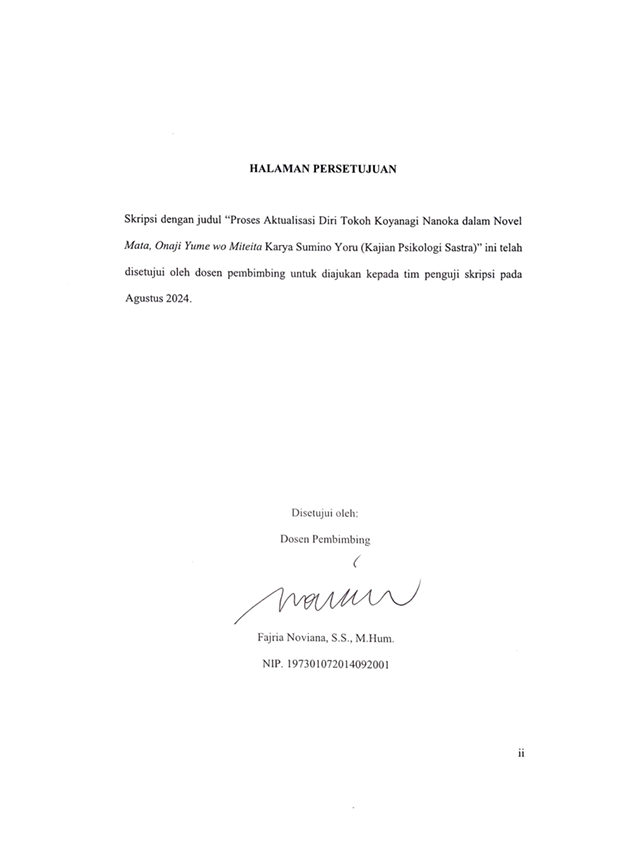 HALAMAN PERSETUJUAN
Skripsi dengan judul “Proses Aktualisasi Diri Tokoh Koyanagi Nanoka dalam Novel
Mata, Onaji Yume wo Miteita Karya Sumino Yoru (Kajian Psikologi Sastra)” ini telah
disetujui oleh dosen pembimbing untuk diajukan kepada tim penguji skripsi pada
Agustus 2024.
Disetujui oleh:
Dosen Pembimbing
Fajria Noviana, S.S., M.Hum.
NIP. 197301072014092001
ii